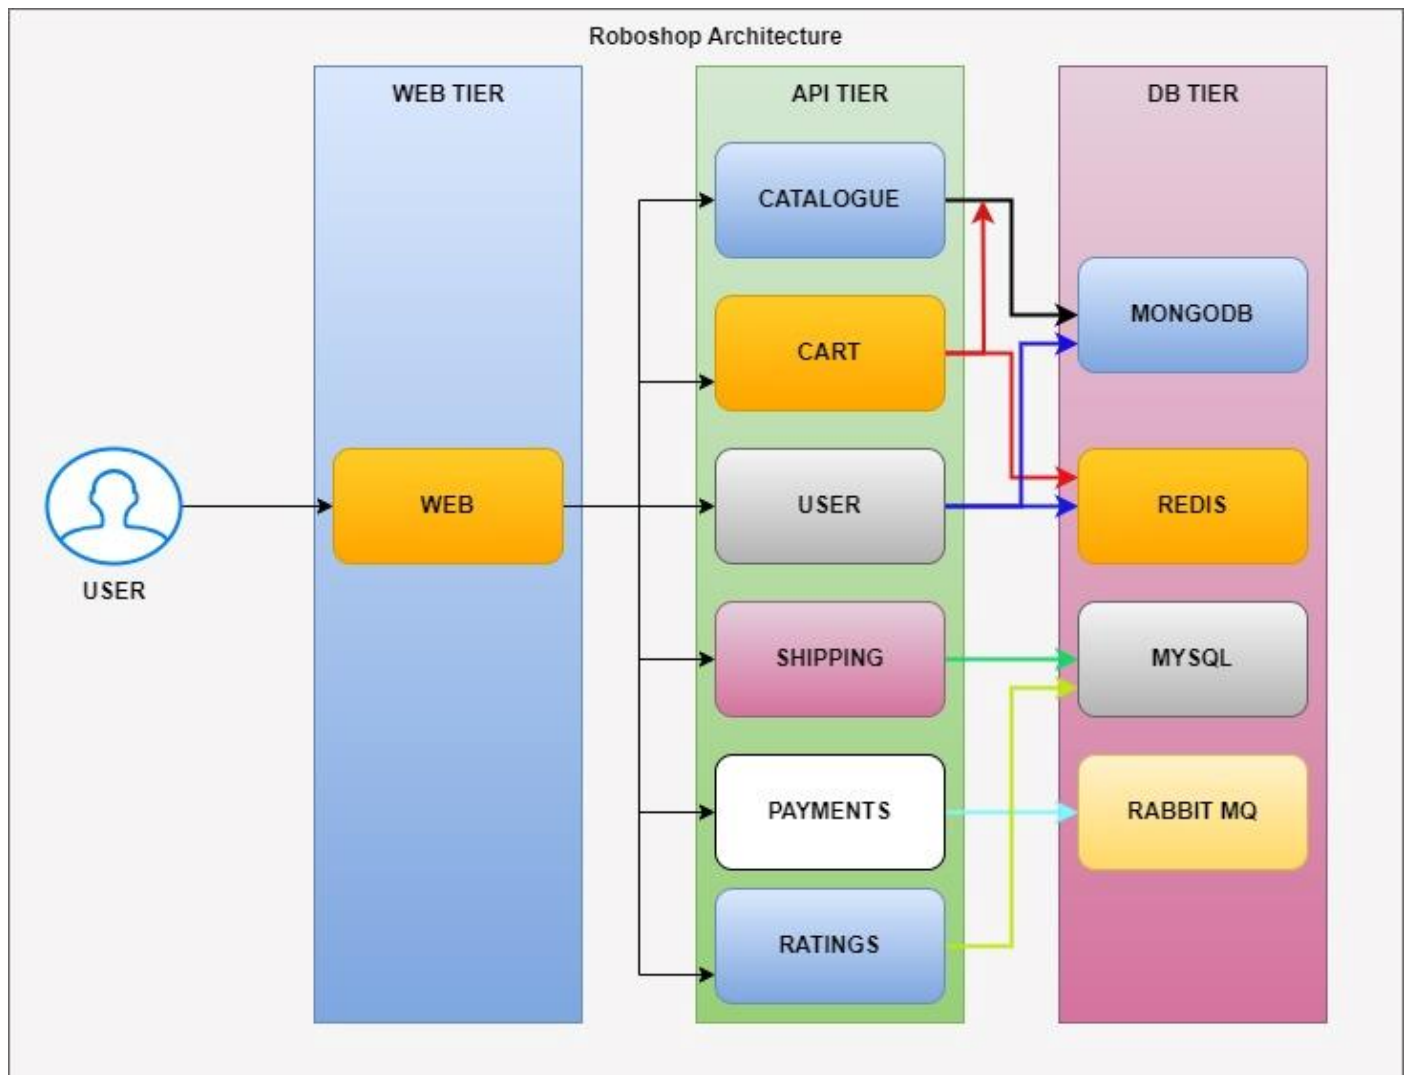 Roboshop Architecture
WEB TIER
API TIER
DB TIER
CATALOGUE
MONGODB
CART
USER
WEB
USER
REDIS
SHIPPING
MYSQL
PAYMENTS
RABBIT MQ
RATINGS